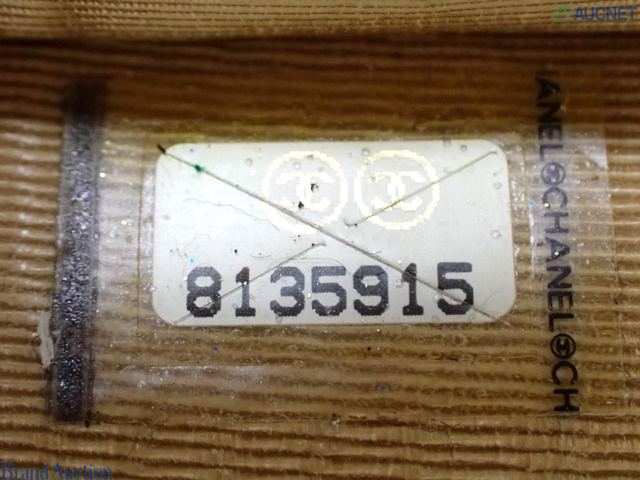 AUCNET
8135915
ANEL CHANEL CH
Brand Auction